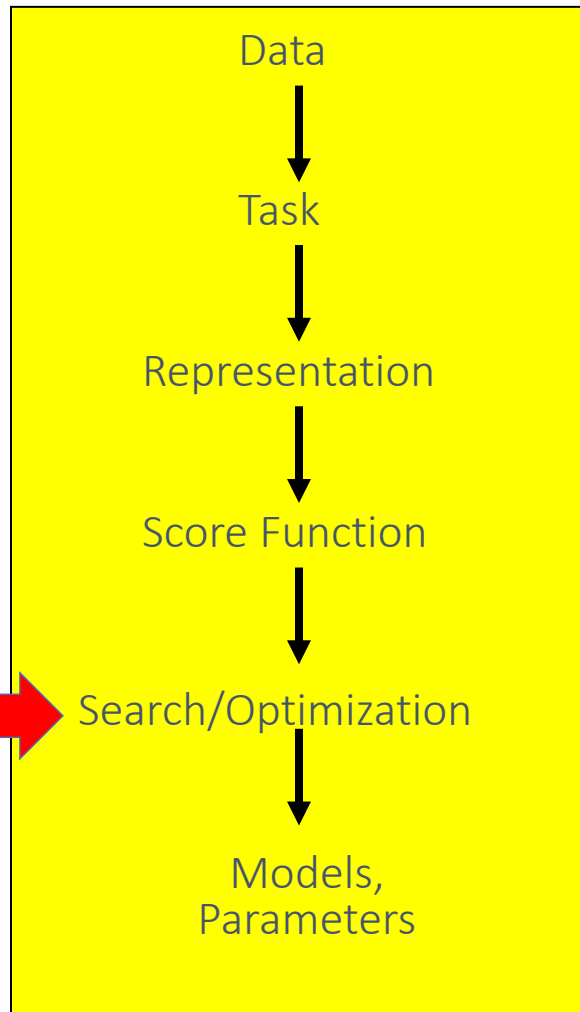 Data
Task
Representation
Score Function
Search/Optimization
Models,
Parameters